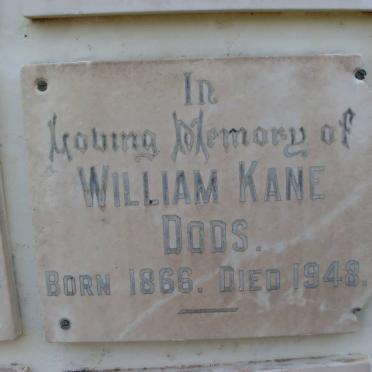 In
Loving Memory of
WILLIAM KANE
DODS.
BORN 1866. DIED 1948.